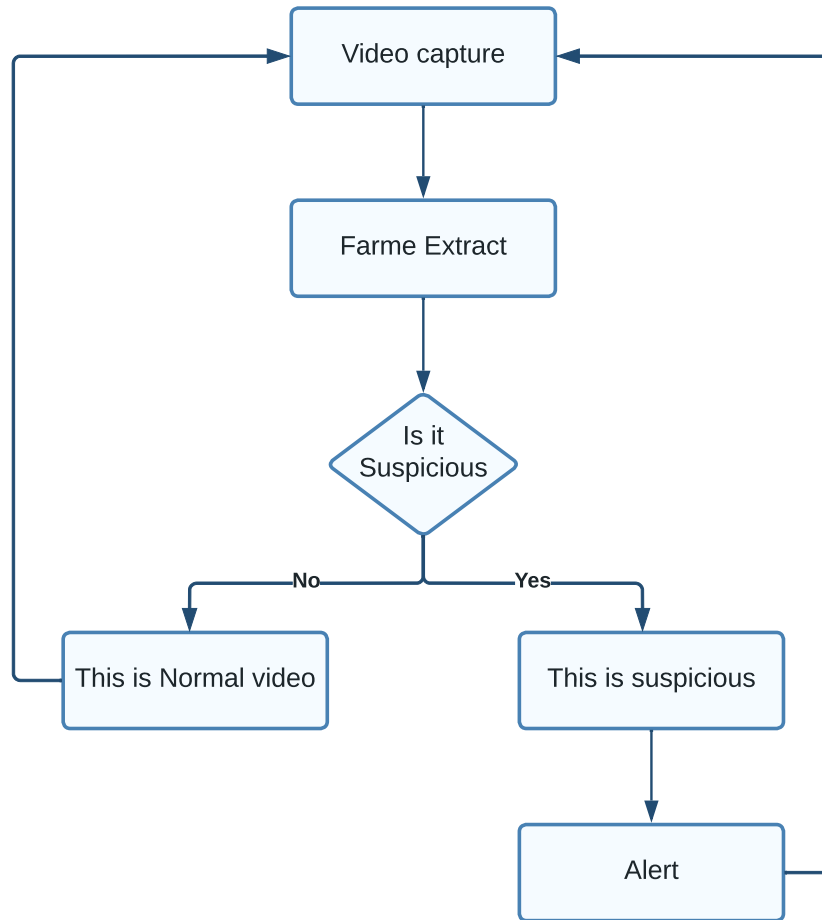 Video capture
Farme Extract
Is it
Suspicious
No
Yes
This is Normal video
This is suspicious
Alert